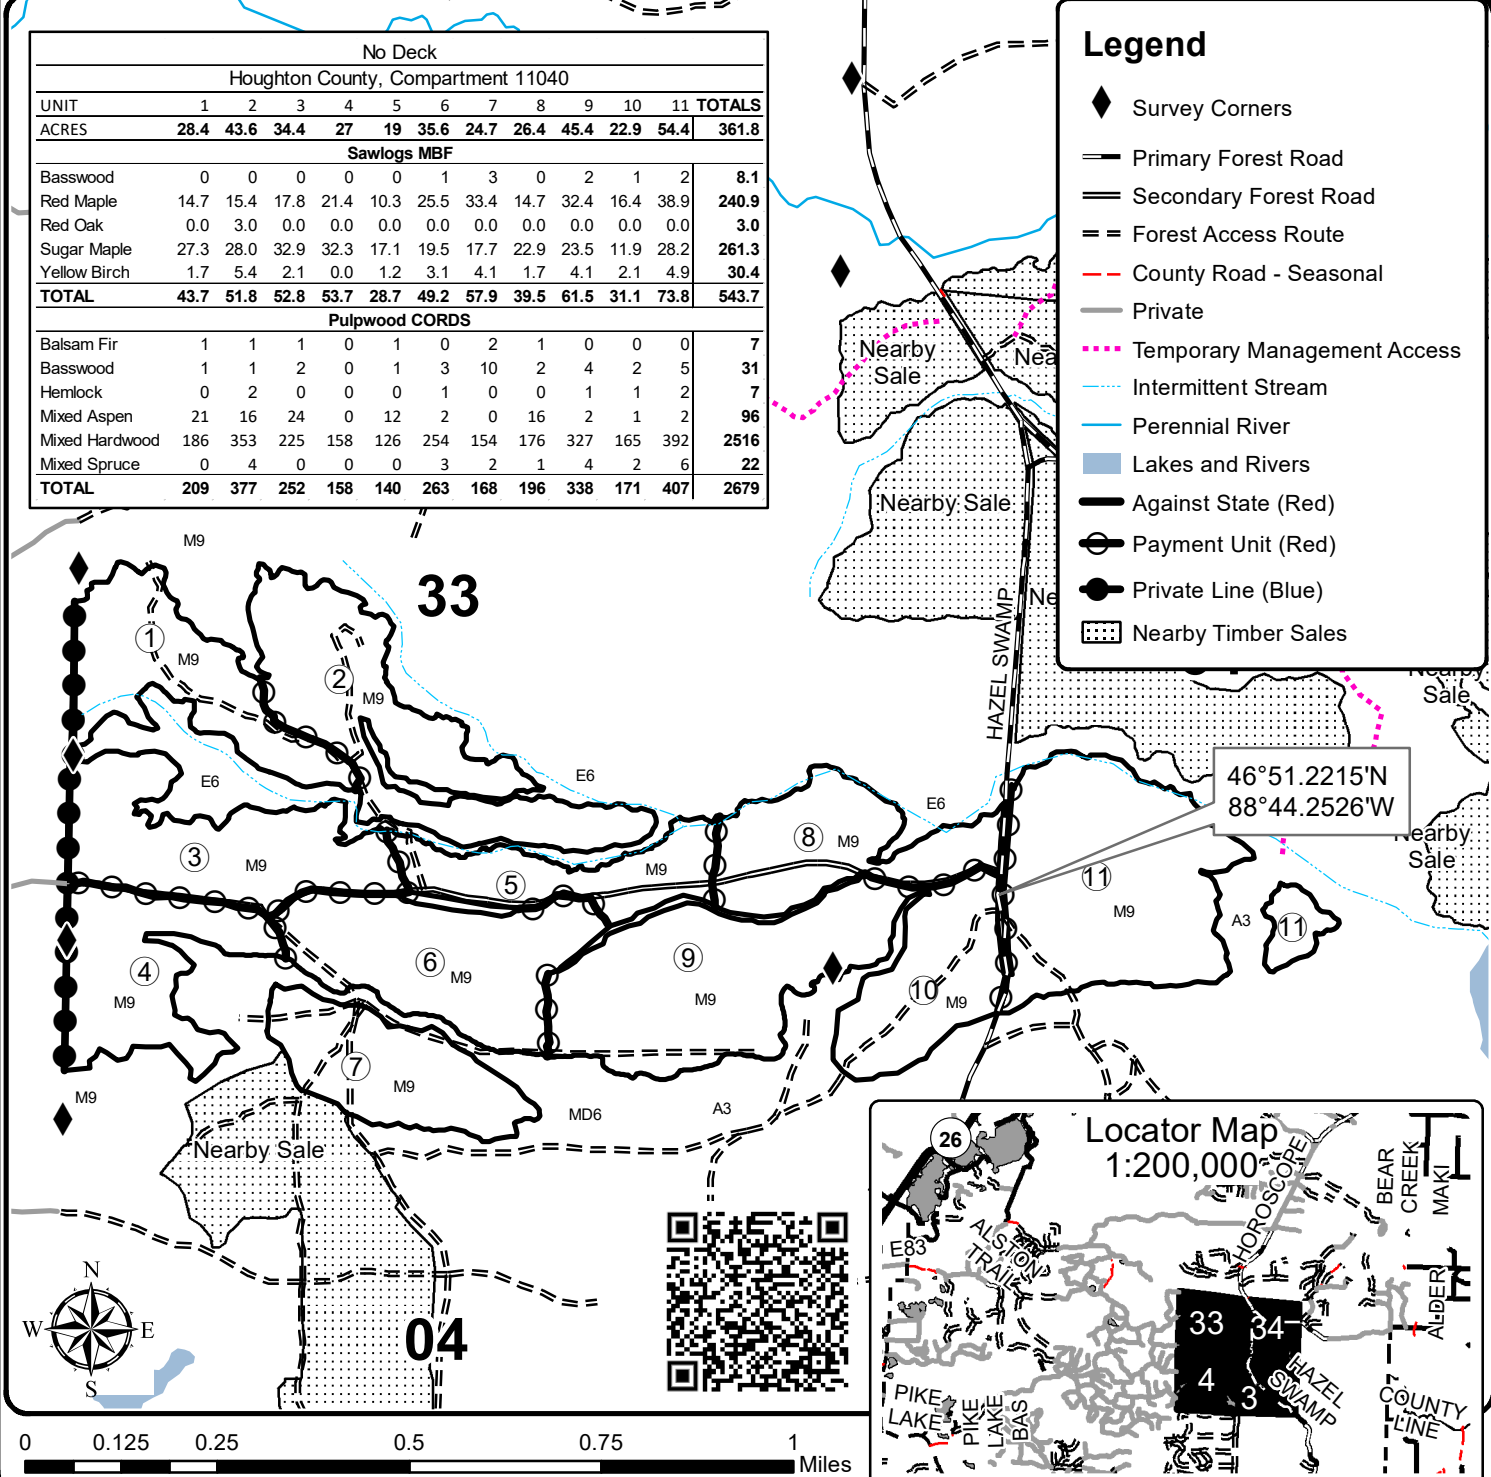 No Deck
Houghton County, Compartment 11040
UNIT 1 2 3 4 5 6 7 8 9 10 11 TOTALS
ACRES 28.4 43.6 34.4 27 19 35.6 24.7 26.4 45.4 22.9 54.4 361.8
Sawlogs MBF
Basswood 0 0 0 0 0 1 3 0 2 1 2 8.1
Red Maple 14.7 15.4 17.8 21.4 10.3 25.5 33.4 14.7 32.4 16.4 38.9 240.9
Red Oak 0.0 3.0 0.0 0.0 0.0 0.0 0.0 0.0 0.0 0.0 0.0 3.0
Sugar Maple 27.3 28.0 32.9 32.3 17.1 19.5 17.7 22.9 23.5 11.9 28.2 261.3
Yellow Birch 1.7 5.4 2.1 0.0 1.2 3.1 4.1 1.7 4.1 2.1 4.9 30.4
TOTAL 43.7 51.8 52.8 53.7 28.7 49.2 57.9 39.5 61.5 31.1 73.8 543.7
Pulpwood CORDS
Balsam Fir 1 1 1 0 1 0 2 1 0 0 0 7
Basswood 1 1 2 0 1 3 10 2 4 2 5 31
Hemlock 0 2 0 0 0 1 0 0 1 1 2 7
Mixed Aspen 21 16 24 0 12 2 0 16 2 1 2 96
Mixed Hardwood 186 353 225 158 126 254 154 176 327 165 392 2516
Mixed Spruce 0 4 0 0 0 3 2 1 4 2 6 22
TOTAL 209 377 252 158 140 263 168 196 338 171 407 2679
Legend
Survey Corners
Primary Forest Road
Secondary Forest Road
Forest Access Route
County Road - Seasonal
Private
Temporary Management Access
Intermittent Stream
Perennial River
Lakes and Rivers
Against State (Red)
Payment Unit (Red)
Private Line (Blue)
Nearby Timber Sales
Nearby
Sale
Nea
Nearby Sale
Ne
HAZEL SWAMP
Nearby
Sale
46°51.2215'N
88°44.2526'W
Nearby
Sale
M9
33
1
M9
2
M9
E6
E6
E6
3
M9
M9
8
M9
5
11
M9
A3
11
4
M9
6
M9
9
M9
10
M9
7
M9
M9
MD6
A3
Nearby Sale
04
N
W E
S
0 0.125 0.25 0.5 0.75 1
Miles
Locator Map
1:200,000
26
E83
ALSTON
TRAIL
HOROSCOPE
BEAR
CREEK
MAKI
ALDER
33
34
4
3
HAZEL
SWAMP
PIKE
LAKE
PIKE
LAKE
BAS
COUNTY
LINE